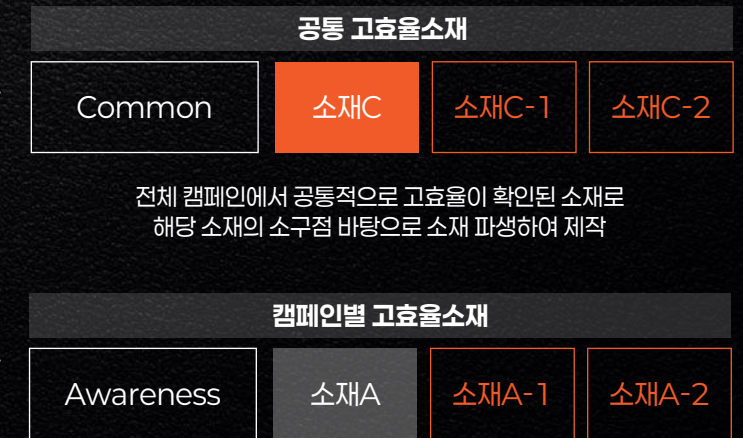 공통 고효율소재
Common 소재C 소재C-1 소재C-2
전체 캠페인에서 공통적으로 고효율이 확인된 소재로
해당 소재의 소구점 바탕으로 소재 파생하여 제작
캠페인별 고효율소재
Awareness 소재A 소재A-1 소재A-2